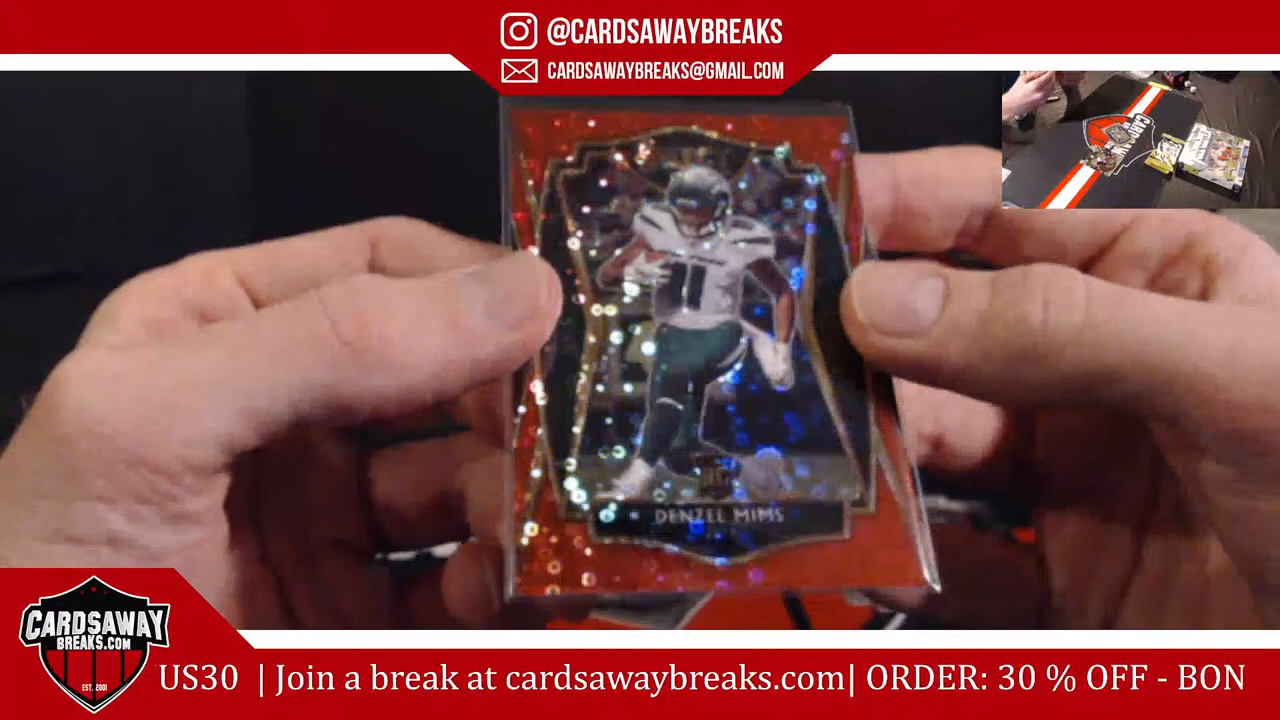 @CARDSAWAYBREAKS
CARDSAWAYBREAKS@GMAIL.COM
11
DENZEL MIMS
CARDSAWAY
BREAKS.COM
EST. 2001
US30 | Join a break at cardsawaybreaks.com| ORDER: 30 % OFF - BON